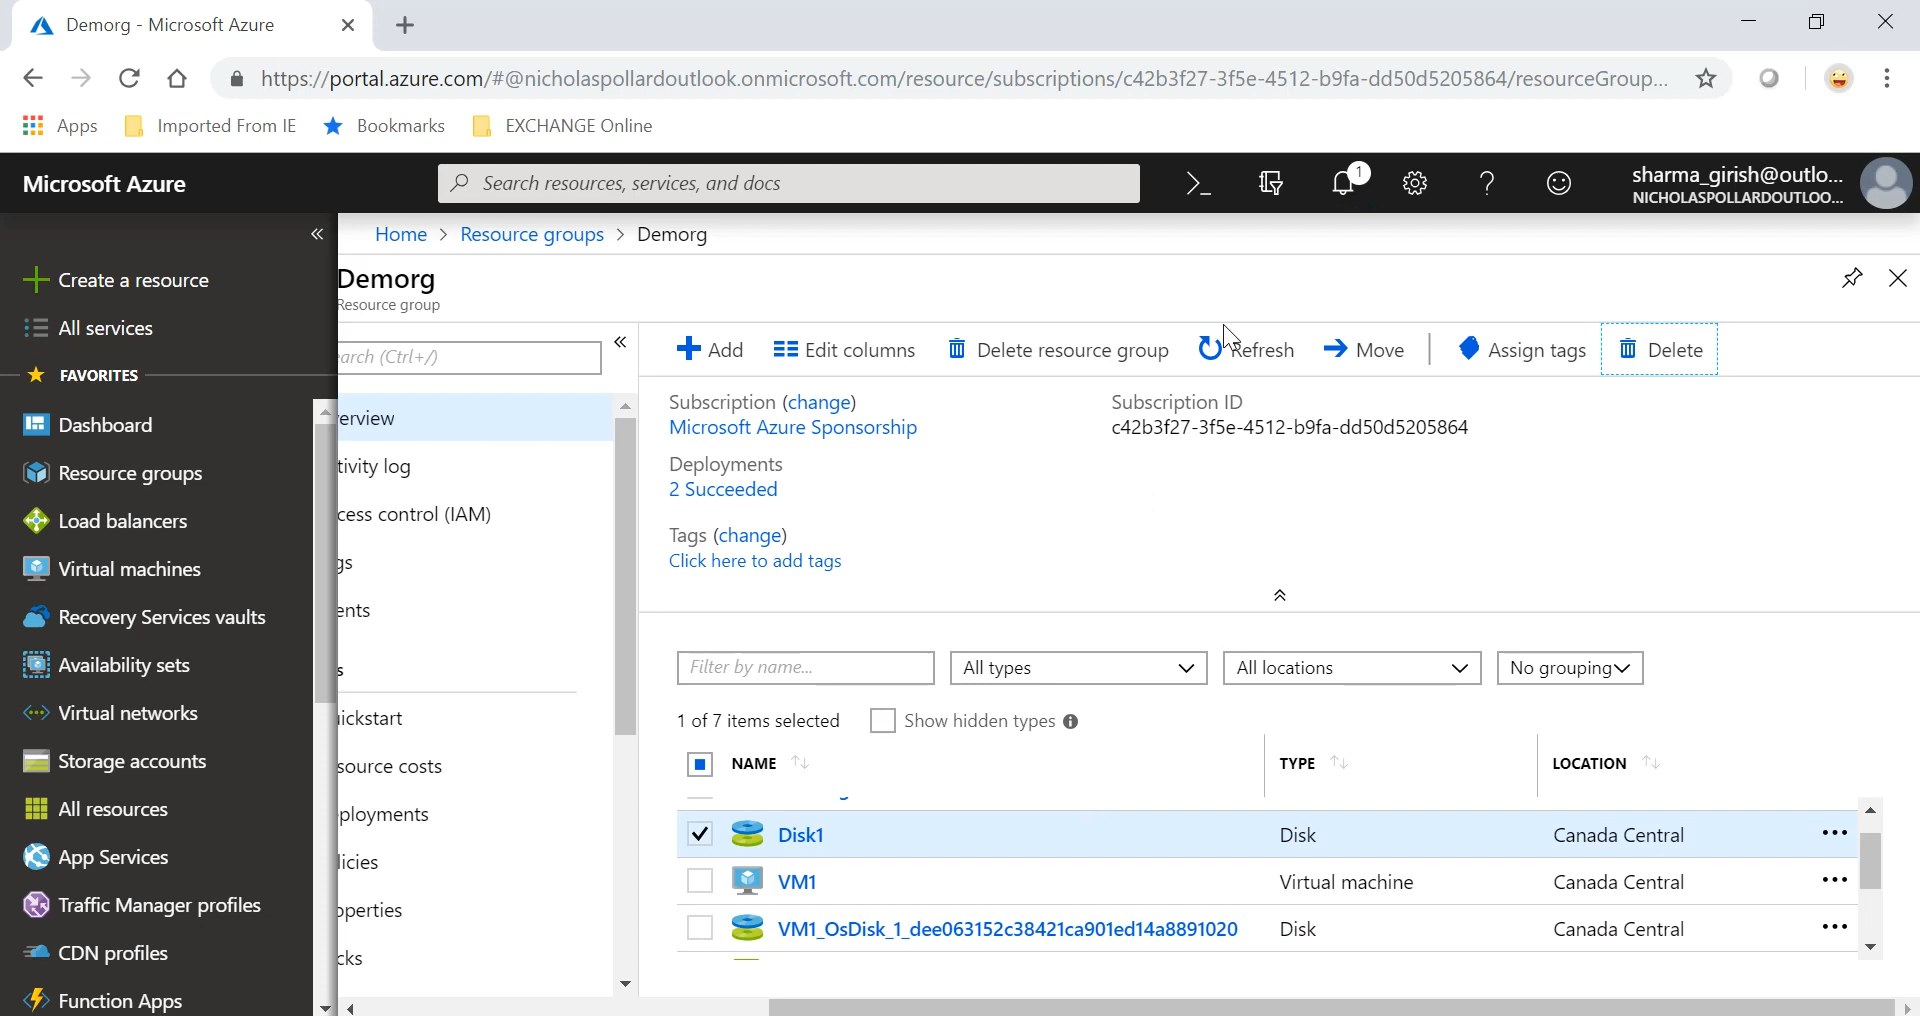 Demorg - Microsoft Azure
https://portal.azure.com/#@nicholaspollardoutlook.onmicrosoft.com/resource/subscriptions/c42b3f27-3f5e-4512-b9fa-dd50d5205864/resourceGroup...
Apps Imported From IE Bookmarks EXCHANGE Online
Microsoft Azure
Search resources, services, and docs
1
sharma_girish@outlo...
NICHOLASPOLLARDOUTLOO...
Home > Resource groups > Demorg
Create a resource
All services
FAVORITES
Dashboard
Resource groups
Load balancers
Virtual machines
Recovery Services vaults
Availability sets
Virtual networks
Storage accounts
All resources
App Services
Traffic Manager profiles
CDN profiles
Function Apps
Demorg
Resource group
earch (Ctrl+/)
erview
tivity log
cess control (IAM)
gs
ents
s
uickstart
source costs
ployments
licies
operties
cks
Add Edit columns Delete resource group Refresh Move Assign tags Delete
Subscription (change)
Microsoft Azure Sponsorship
Subscription ID
c42b3f27-3f5e-4512-b9fa-dd50d5205864
Deployments
2 Succeeded
Tags (change)
Click here to add tags
Filter by name... All types All locations No grouping
1 of 7 items selected Show hidden types
NAME TYPE LOCATION
Disk1 Disk Canada Central ...
VM1 Virtual machine Canada Central ...
VM1_OsDisk_1_dee063152c38421ca901ed14a8891020 Disk Canada Central ...